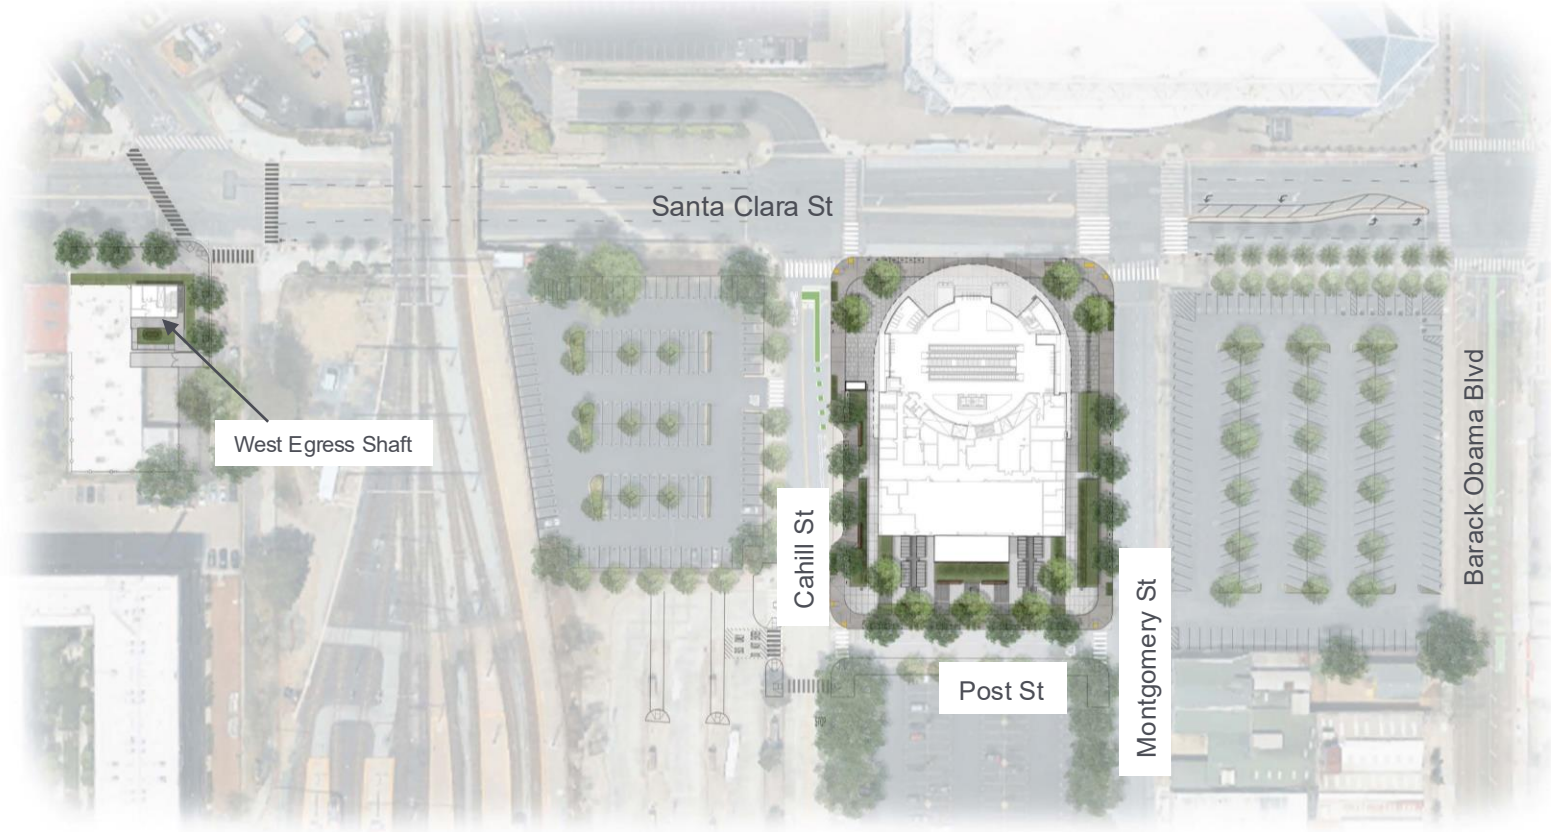 Santa Clara St
West Egress Shaft
Cahill St
Barack Obama Blvd
Montgomery St
Post St